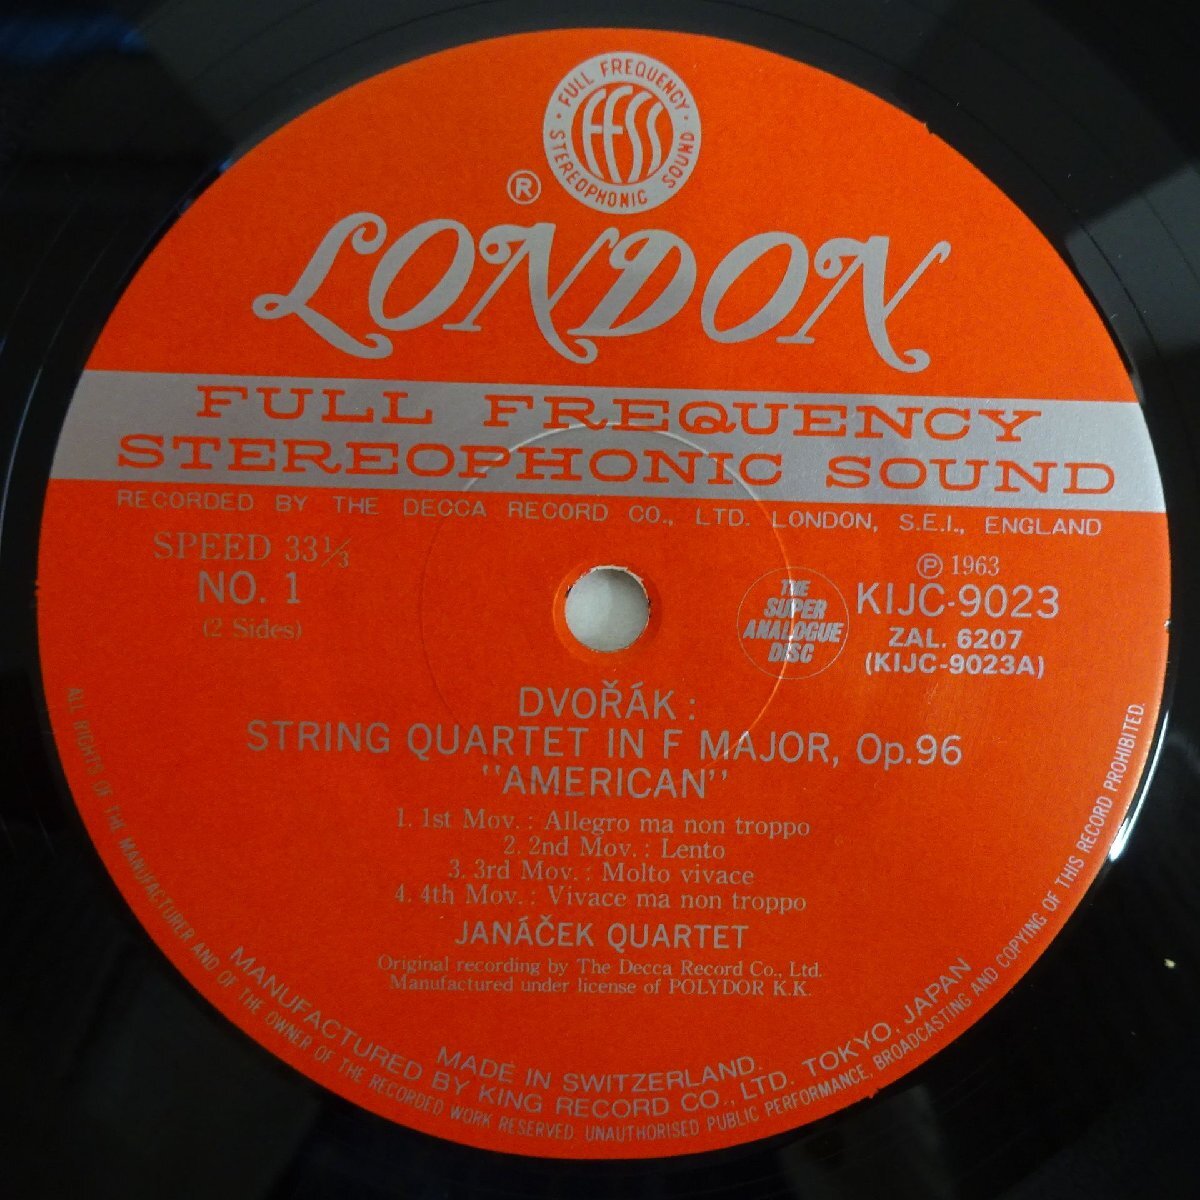 FULL FREQUENCY
FFSS
STEREOPHONIC SOUND
®
LONDON
FULL FREQUENCY
STEREOPHONIC SOUND
RECORDED BY THE DECCA RECORD CO., LTD. LONDON, S.E.I., ENGLAND
SPEED 33⅓
NO. 1
(2 Sides)
THE
SUPER
ANALOGUE
DISC
Ⓟ 1963
KIJC-9023
ZAL. 6207
(KIJC-9023A)
DVOŘÁK :
STRING QUARTET IN F MAJOR, Op.96
"AMERICAN"
1. 1st Mov. : Allegro ma non troppo
2. 2nd Mov. : Lento
3. 3rd Mov. : Molto vivace
4. 4th Mov. : Vivace ma non troppo
JANÁČEK QUARTET
Original recording by The Decca Record Co., Ltd.
Manufactured under license of POLYDOR K.K.
MADE IN SWITZERLAND.
MANUFACTURED BY KING RECORD CO., LTD. TOKYO, JAPAN
ALL RIGHTS OF THE MANUFACTURER AND OF THE OWNER OF THE RECORDED WORK RESERVED. UNAUTHORISED PUBLIC PERFORMANCE, BROADCASTING AND COPYING OF THIS RECORD PROHIBITED.